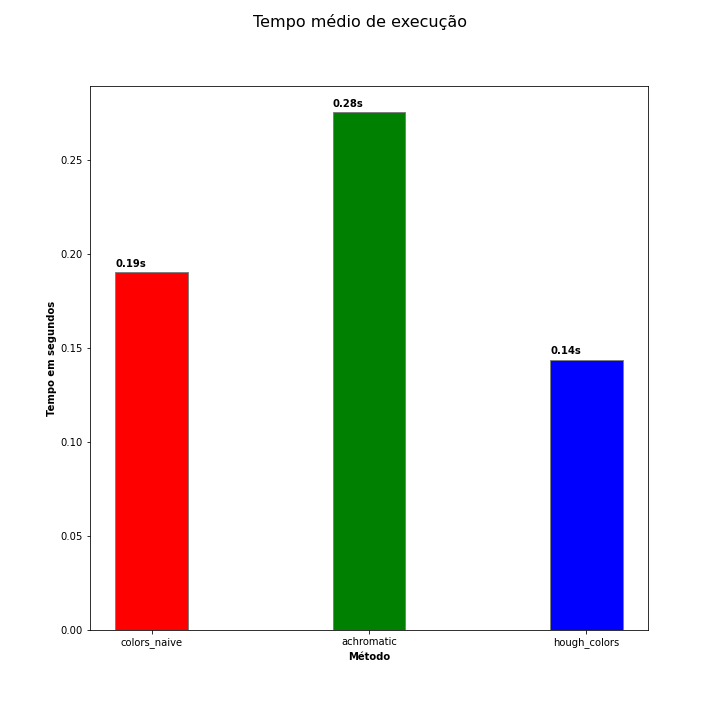 Tempo médio de execução
0.28s
0.25
0.19s
0.20
0.15
0.14s
0.10
0.05
0.00
Tempo em segundos
colors_naive achromatic hough_colors
Método